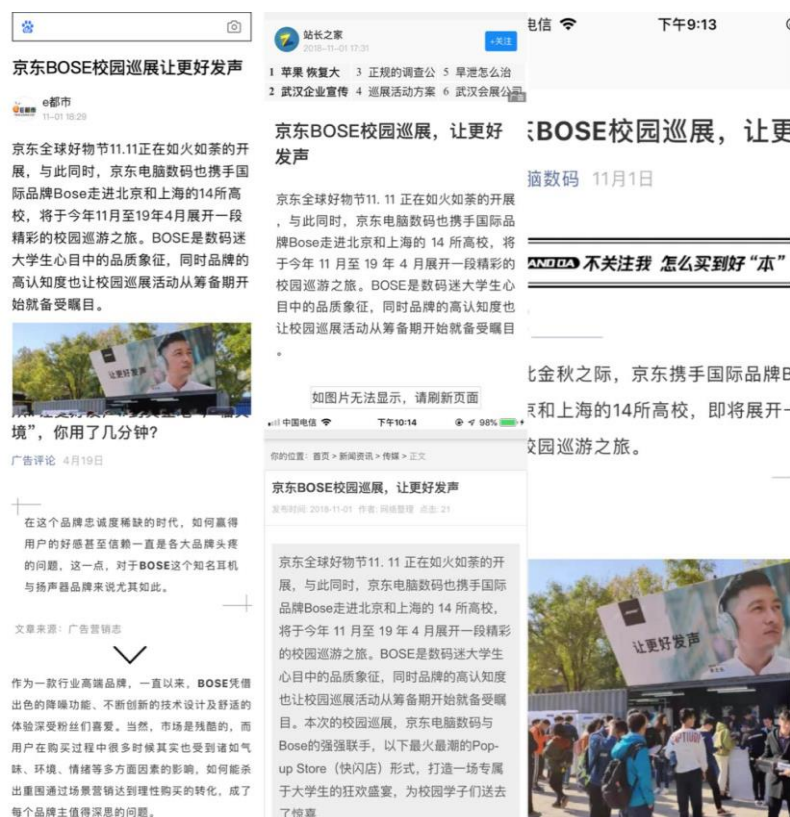 京东BOSE校园巡展让更好发声
e都市
11-01 16:29
京东全球好物节11.11正在如火如荼的开
展，与此同时，京东电脑数码也携手国
际品牌Bose走进北京和上海的14所高
校，将于今年11月至19年4月展开一段
精彩的校园巡游之旅。BOSE是数码迷
大学生心目中的品质象征，同时品牌的
高认知度也让校园巡展活动从筹备期开
始就备受瞩目。
让更好发声
境”，你用了几分钟？
广告评论 4月19日
在这个品牌忠诚度稀缺的时代，如何赢得
用户的好感甚至信赖一直是各大品牌头疼
的问题，这一点，对于BOSE这个知名耳机
与扬声器品牌来说尤其如此。
文章来源：广告营销志
作为一款行业高端品牌，一直以来，BOSE凭借
出色的降噪功能、不断创新的技术设计及舒适的
体验深受粉丝们喜爱。当然，市场是残酷的，而
用户在购买过程中很多时候其实也受到诸如气
味、环境、情绪等多方面因素的影响，如何能杀
出重围通过场景营销达到理性购买的转化，成了
每个品牌主值得深思的问题。
站长之家
2018-11-01 17:31
+关注
1 苹果 恢复大 3 正规的调查公 5 早泄怎么治
2 武汉企业宣传 4 巡展活动方案 6 武汉会展公司
广告
京东BOSE校园巡展，让更好
发声
京东全球好物节11. 11 正在如火如荼的开展
，与此同时，京东电脑数码也携手国际品
牌Bose走进北京和上海的 14 所高校，将
于今年 11 月至 19 年 4 月展开一段精彩的
校园巡游之旅。BOSE是数码迷大学生心
目中的品质象征，同时品牌的高认知度也
让校园巡展活动从筹备期开始就备受瞩目
。
如图片无法显示，请刷新页面
中国电信 下午10:14 98%
你的位置：首页 > 新闻资讯 > 传媒 > 正文
京东BOSE校园巡展，让更好发声
发布时间: 2018-11-01 作者: 网络整理 点击: 21
京东全球好物节11. 11 正在如火如荼的开
展，与此同时，京东电脑数码也携手国际
品牌Bose走进北京和上海的 14 所高校，
将于今年 11 月至 19 年 4 月展开一段精彩
的校园巡游之旅。BOSE是数码迷大学生
心目中的品质象征，同时品牌的高认知度
也让校园巡展活动从筹备期开始就备受瞩
目。本次的校园巡展，京东电脑数码与
Bose的强强联手，以下最火最潮的Pop-
up Store（快闪店）形式，打造一场专属
于大学生的狂欢盛宴，为校园学子们送去
了惊喜
电信 下午9:13
BOSE校园巡展，让更
脑数码 11月1日
不关注我 怎么买到好“本”
金秋之际，京东携手国际品牌B
和上海的14所高校，即将展开一
校园巡游之旅。
让更好发声